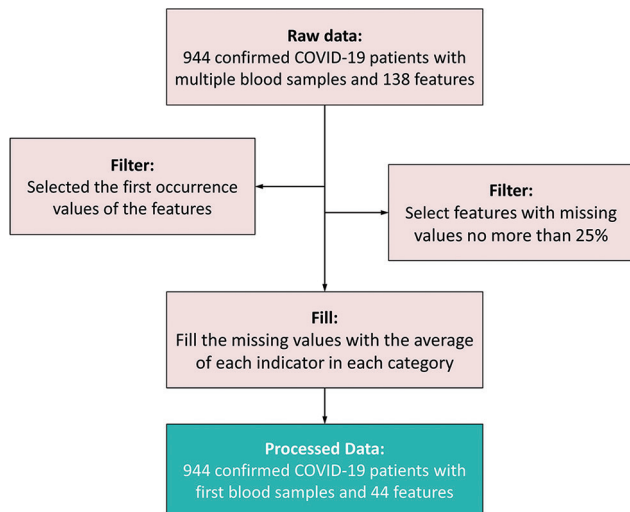 Raw data:
944 confirmed COVID-19 patients with
multiple blood samples and 138 features
Filter:
Selected the first occurrence
values of the features
Filter:
Select features with missing
values no more than 25%
Fill:
Fill the missing values with the average
of each indicator in each category
Processed Data:
944 confirmed COVID-19 patients with
first blood samples and 44 features